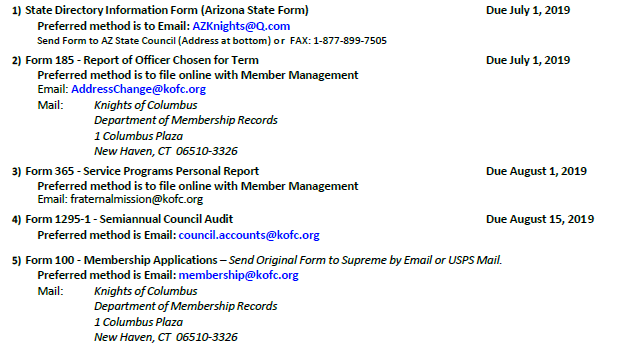 1) State Directory Information Form (Arizona State Form) Due July 1, 2019
Preferred method is to Email: AZKnights@Q.com
Send Form to AZ State Council (Address at bottom) or FAX: 1-877-899-7505
2) Form 185 - Report of Officer Chosen for Term Due July 1, 2019
Preferred method is to file online with Member Management
Email: AddressChange@kofc.org
Mail: Knights of Columbus
Department of Membership Records
1 Columbus Plaza
New Haven, CT 06510-3326
3) Form 365 - Service Programs Personal Report Due August 1, 2019
Preferred method is to file online with Member Management
Email: fraternalmission@kofc.org
4) Form 1295-1 - Semiannual Council Audit Due August 15, 2019
Preferred method is Email: council.accounts@kofc.org
5) Form 100 - Membership Applications – Send Original Form to Supreme by Email or USPS Mail.
Preferred method is Email: membership@kofc.org
Mail: Knights of Columbus
Department of Membership Records
1 Columbus Plaza
New Haven, CT 06510-3326